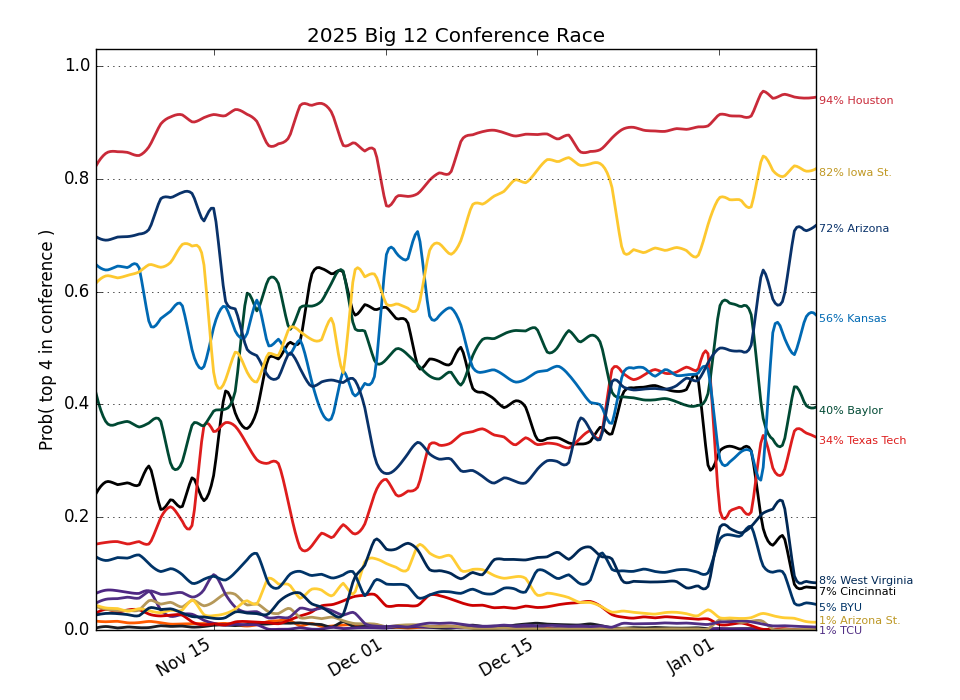 2025 Big 12 Conference Race
Prob( top 4 in conference )
1.0
0.8
0.6
0.4
0.2
0.0
Nov 15
Dec 01
Dec 15
Jan 01
94% Houston
82% Iowa St.
72% Arizona
56% Kansas
40% Baylor
34% Texas Tech
8% West Virginia
7% Cincinnati
5% BYU
1% Arizona St.
1% TCU